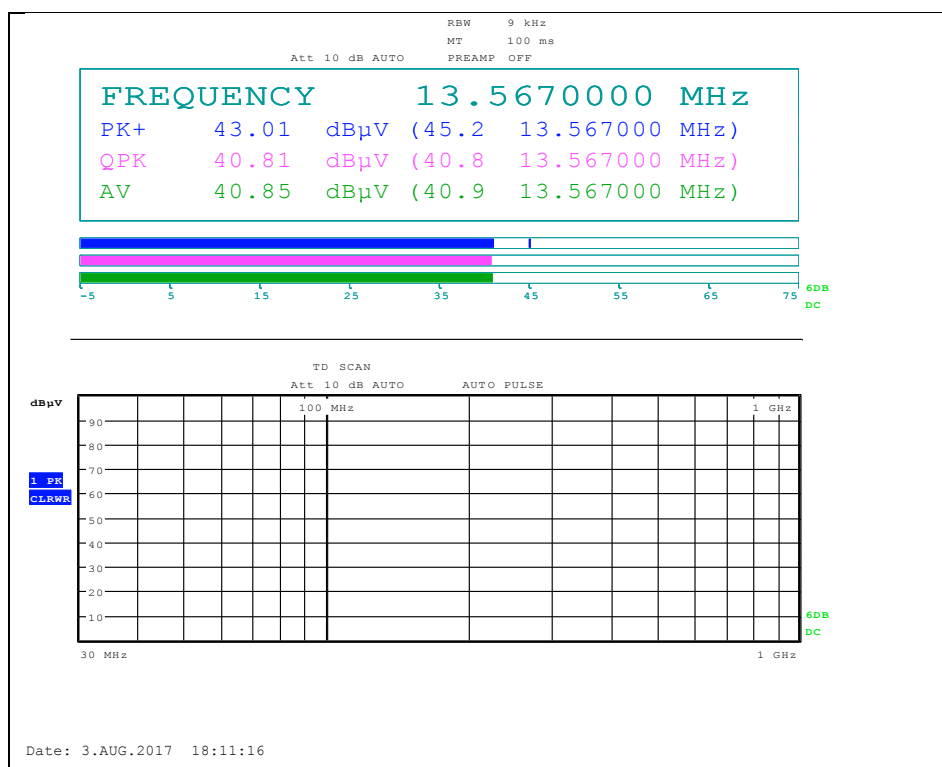 RBW 9 kHz
MT 100 ms
Att 10 dB AUTO PREAMP OFF
FREQUENCY 13.5670000 MHz
PK+ 43.01 dBµV (45.2 13.567000 MHz)
QPK 40.81 dBµV (40.8 13.567000 MHz)
AV 40.85 dBµV (40.9 13.567000 MHz)
-5 5 15 25 35 45 55 65 75
6DB
DC
TD SCAN
Att 10 dB AUTO AUTO PULSE
dBµV
100 MHz 1 GHz
90
80
70
1 PK
60
CLRWR
50
40
30
20
10
6DB
DC
30 MHz 1 GHz
Date: 3.AUG.2017 18:11:16